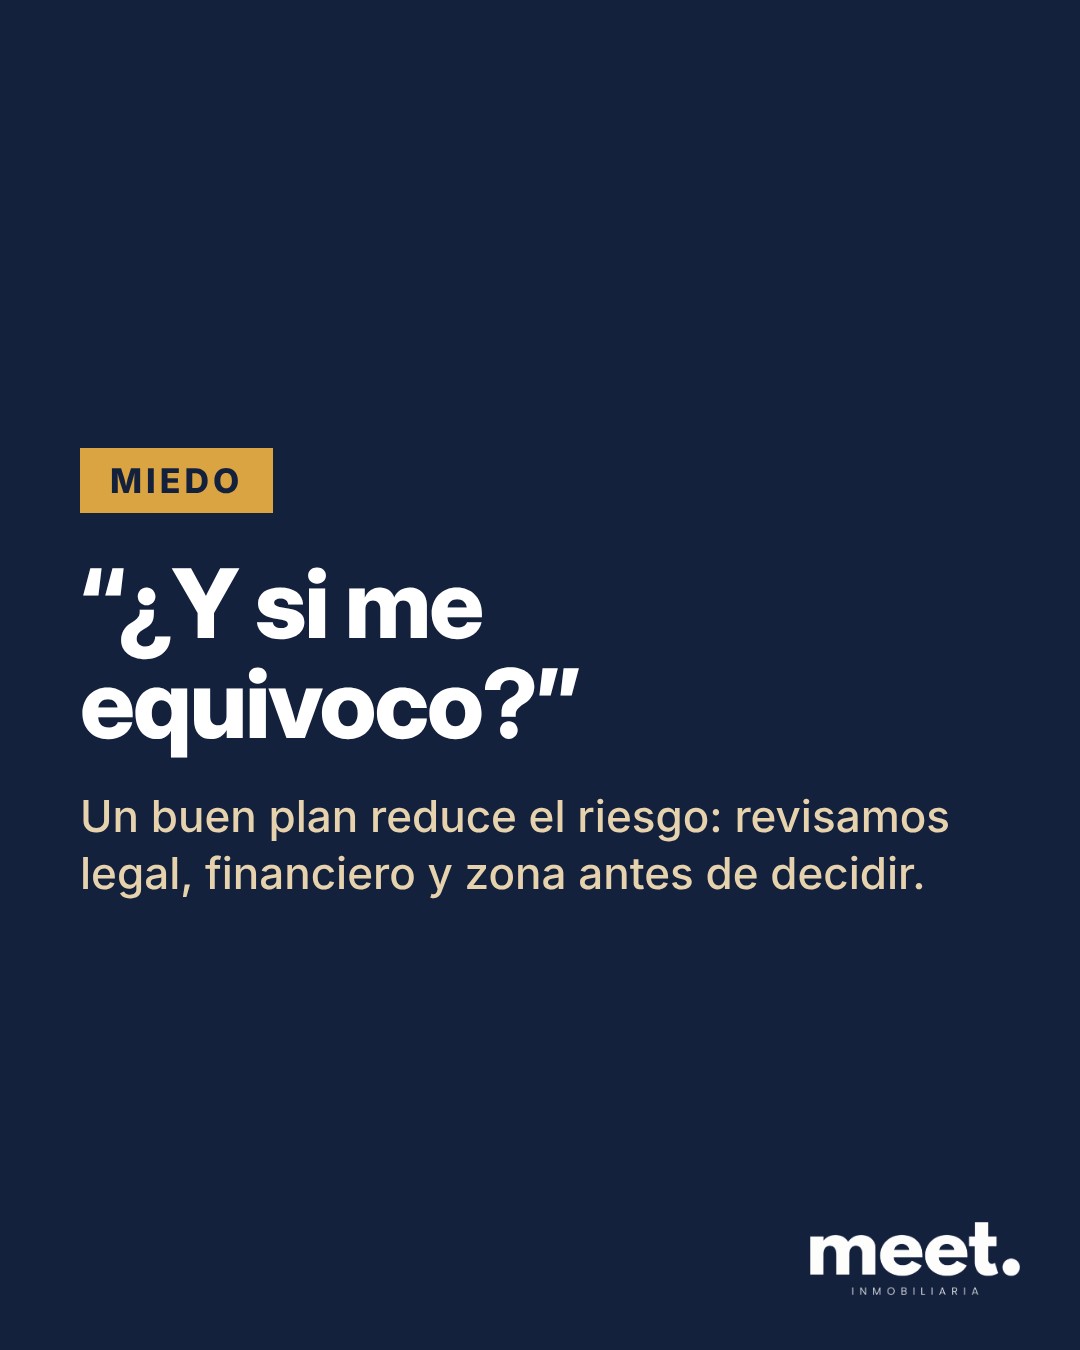 MIEDO
“¿Y si me
equivoco?”
Un buen plan reduce el riesgo: revisamos
legal, financiero y zona antes de decidir.
meet.
INMOBILIARIA